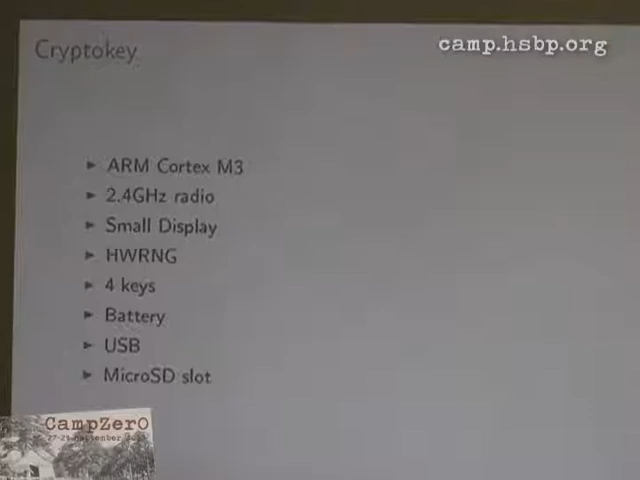 Cryptokey
camp.hsbp.org
ARM Cortex M3
2.4GHz radio
Small Display
HWRNG
4 keys
Battery
USB
MicroSD slot
CampZer0